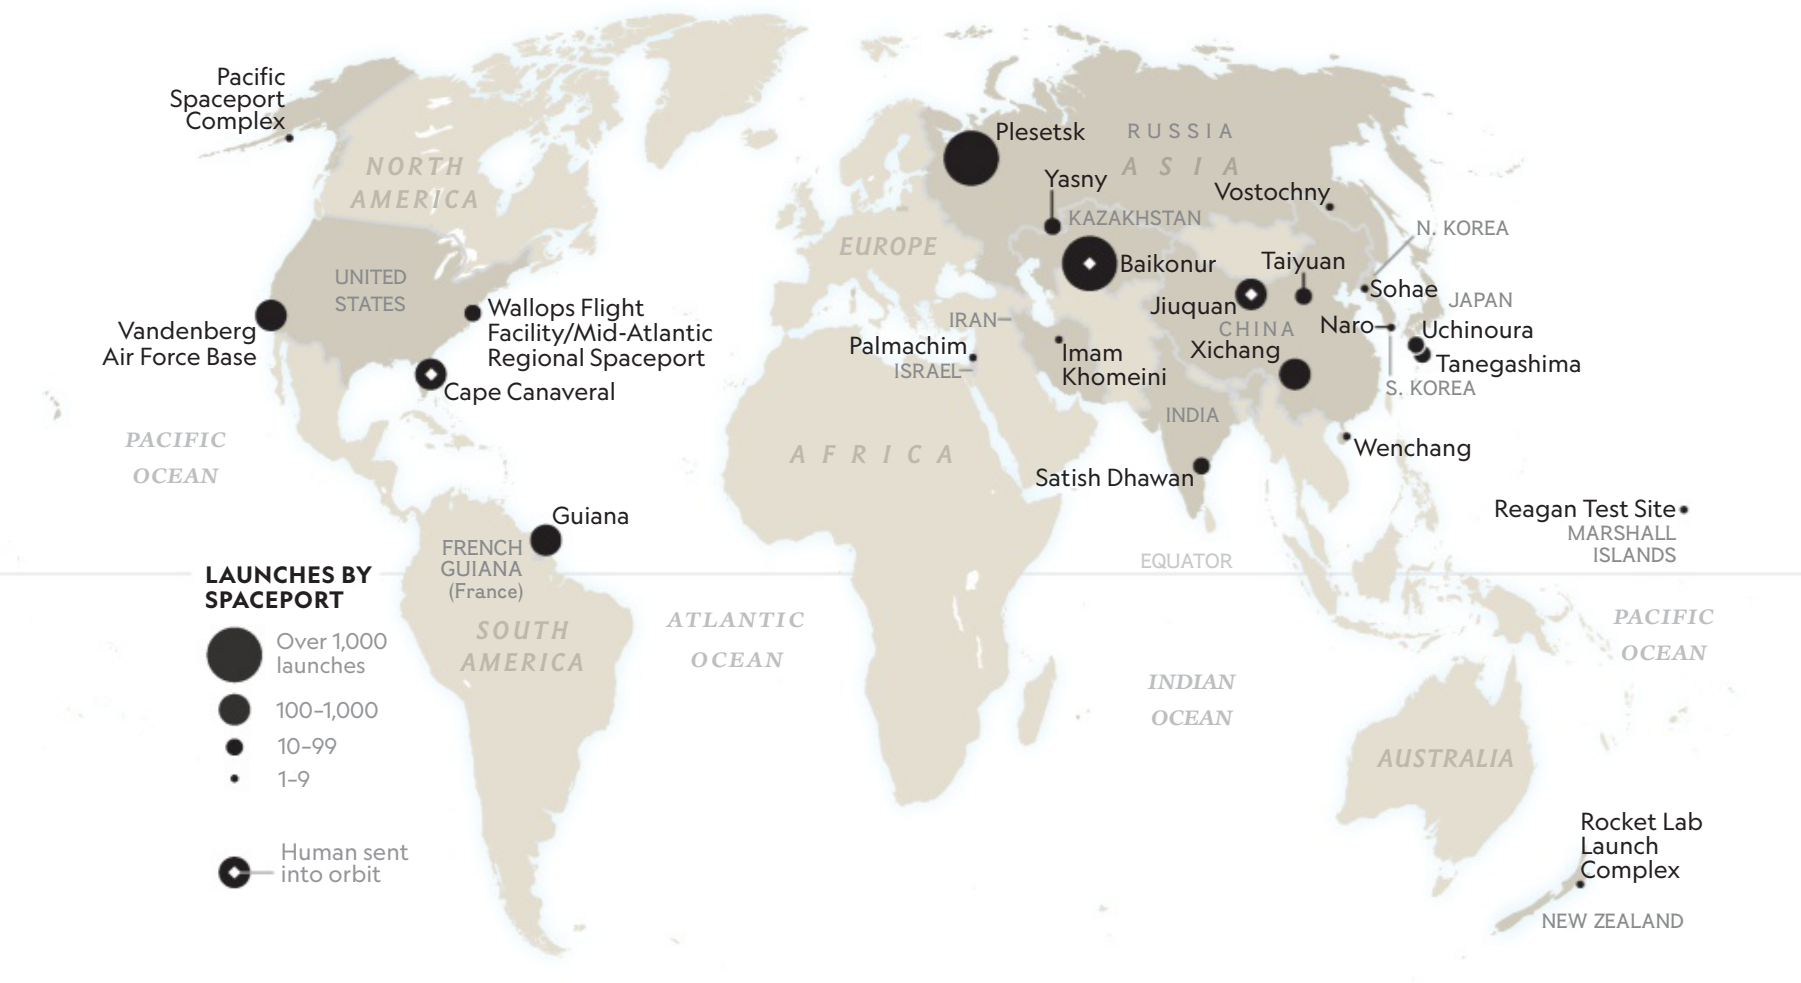 Pacific
Spaceport
Complex
NORTH
AMERICA
UNITED
STATES
Vandenberg
Air Force Base
Wallops Flight
Facility/Mid-Atlantic
Regional Spaceport
Cape Canaveral
PACIFIC
OCEAN
Guiana
FRENCH
GUIANA
(France)
SOUTH
AMERICA
ATLANTIC
OCEAN
Plesetsk
RUSSIA
ASIA
Yasny
Vostochny
KAZAKHSTAN
N. KOREA
EUROPE
Baikonur
Taiyuan
Sohae
JAPAN
Jiuquan
IRAN
CHINA
Naro
Uchinoura
Palmachim
ISRAEL
Imam
Khomeini
Xichang
Tanegashima
S. KOREA
INDIA
AFRICA
Wenchang
Satish Dhawan
Reagan Test Site
MARSHALL
ISLANDS
EQUATOR
PACIFIC
OCEAN
INDIAN
OCEAN
AUSTRALIA
Rocket Lab
Launch
Complex
NEW ZEALAND
LAUNCHES BY
SPACEPORT
Over 1,000
launches
100–1,000
10–99
1–9
Human sent
into orbit